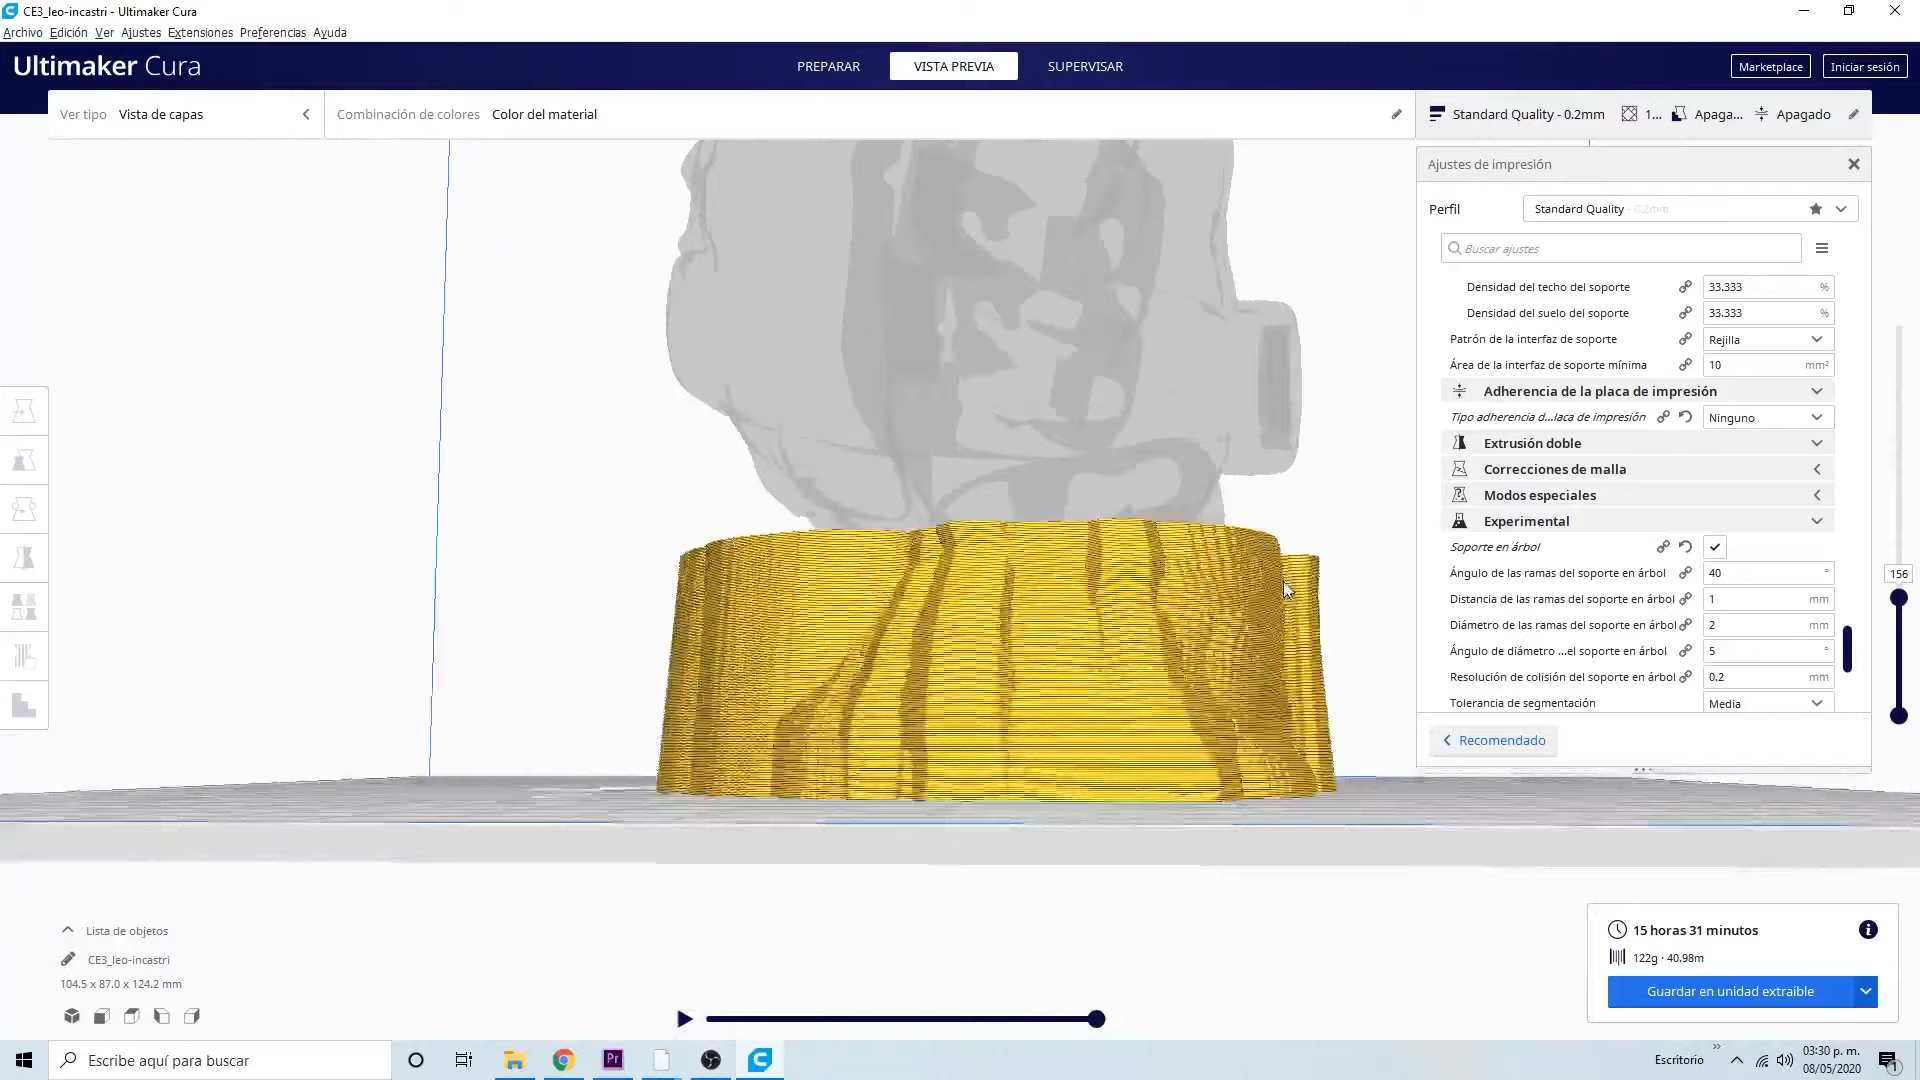 CE3_leo-incastri - Ultimaker Cura
Archivo Edición Ver Ajustes Extensiones Preferencias Ayuda
Ultimaker Cura
PREPARAR VISTA PREVIA SUPERVISAR
Marketplace Iniciar sesión
Ver tipo Vista de capas
Combinación de colores Color del material
Standard Quality - 0.2mm 1... Apaga... Apagado
Ajustes de impresión
Perfil Standard Quality - 0.2mm
Buscar ajustes
Densidad del techo del soporte 33.333 %
Densidad del suelo del soporte 33.333 %
Patrón de la interfaz de soporte Rejilla
Área de la interfaz de soporte mínima 10 mm²
Adherencia de la placa de impresión
Tipo adherencia d...laca de impresión Ninguno
Extrusión doble
Correcciones de malla
Modos especiales
Experimental
Soporte en árbol
Ángulo de las ramas del soporte en árbol 40 °
Distancia de las ramas del soporte en árbol 1 mm
Diámetro de las ramas del soporte en árbol 2 mm
Ángulo de diámetro ...el soporte en árbol 5 °
Resolución de colisión del soporte en árbol 0.2 mm
Tolerancia de segmentación Media
Recomendado
156
Lista de objetos
CE3_leo-incastri
104.5 x 87.0 x 124.2 mm
15 horas 31 minutos
122g · 40.98m
Guardar en unidad extraíble
Escribe aquí para buscar
Pr
Escritorio
03:30 p. m.
08/05/2020
1